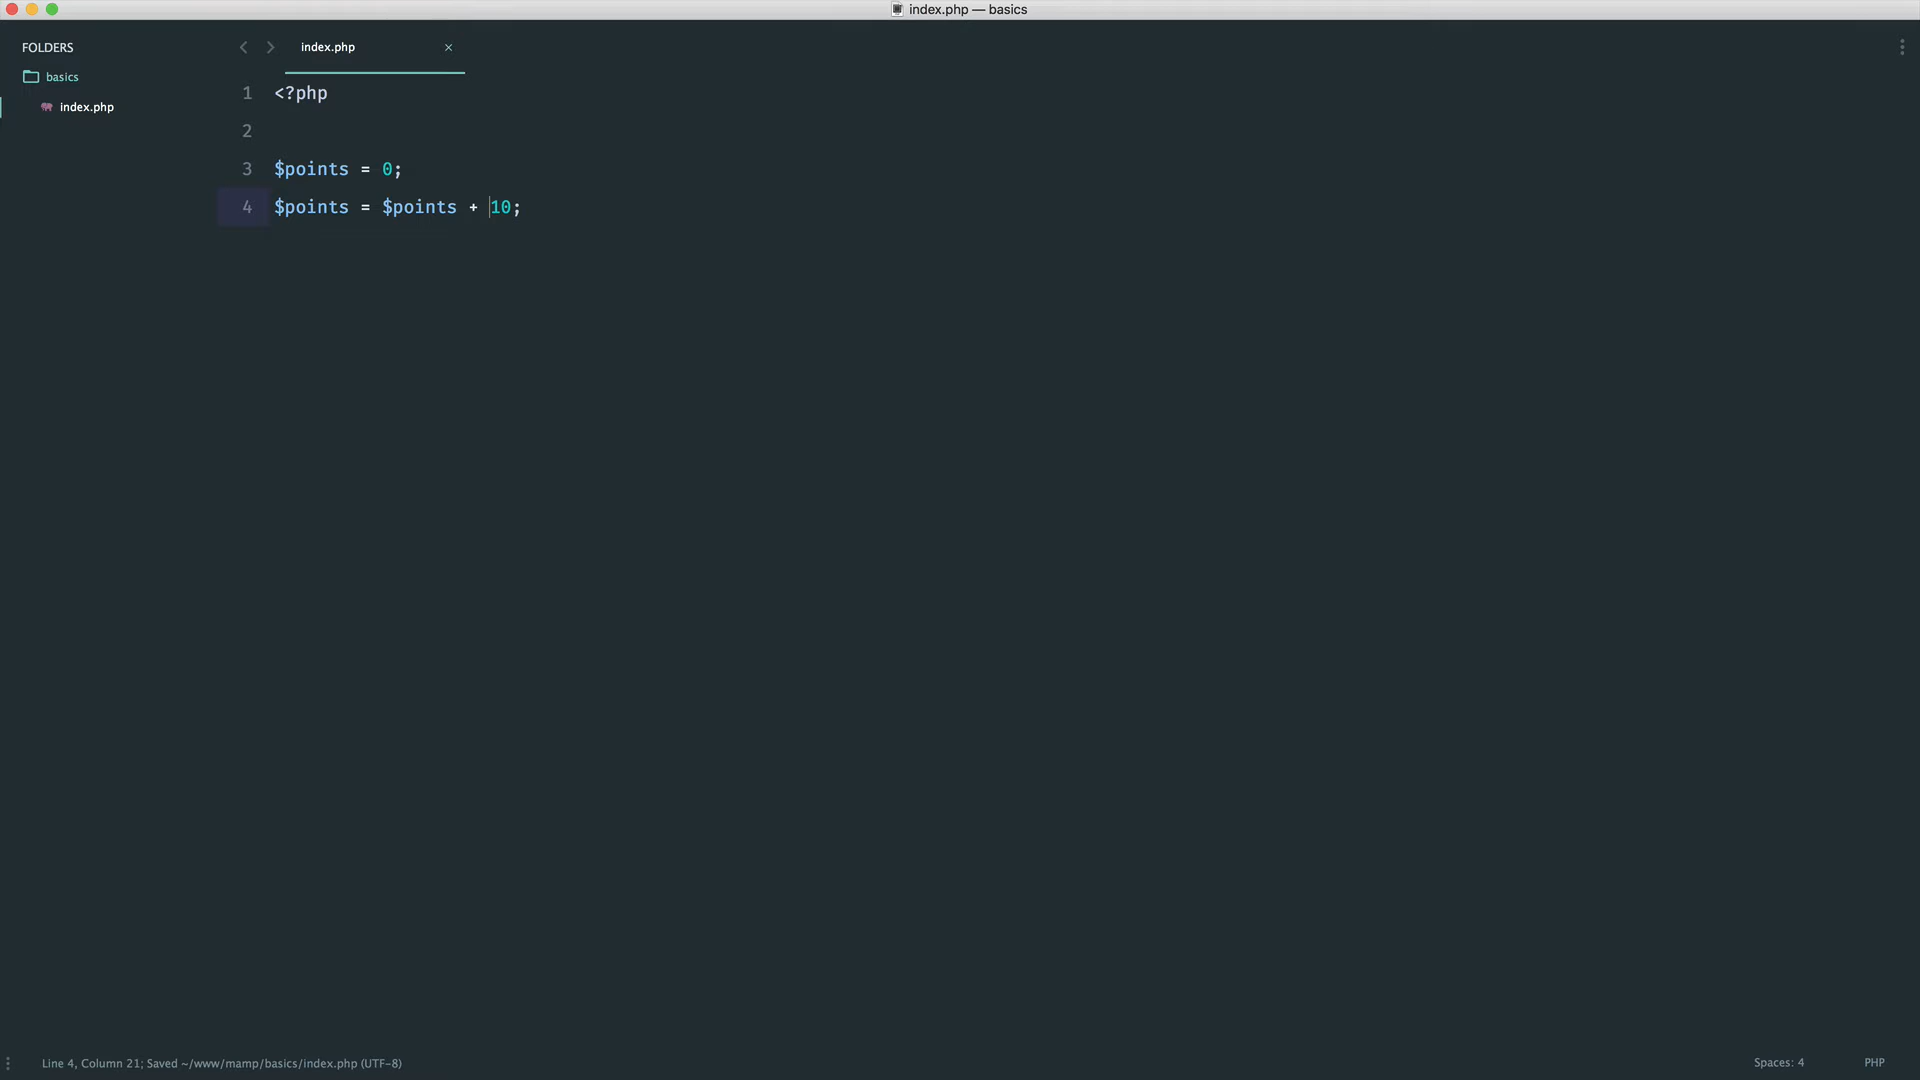 index.php — basics
FOLDERS
basics
index.php
index.php ×
1 <?php
2
3 $points = 0;
4 $points = $points + 10;
Line 4, Column 21; Saved ~/www/mamp/basics/index.php (UTF-8)
Spaces: 4
PHP